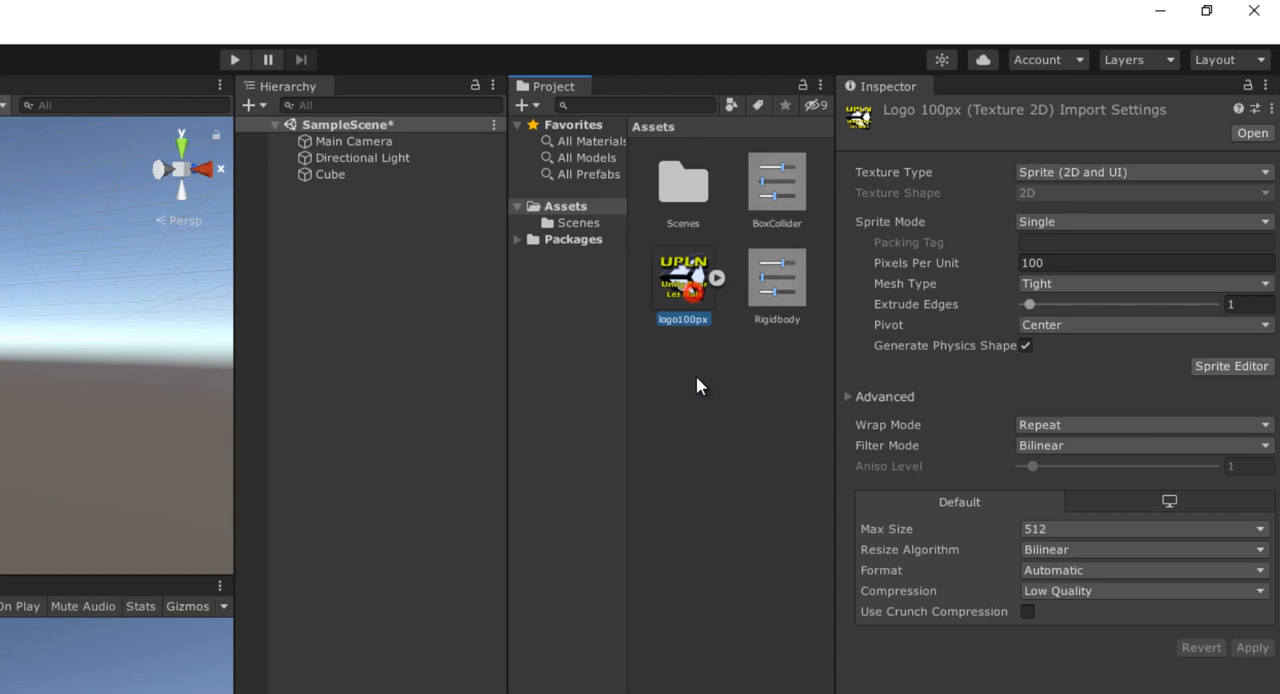 Account
Layers
Layout
Hierarchy
Project
Inspector
All
All
9
SampleScene*
Main Camera
Directional Light
Cube
y
x
Persp
Favorites
All Materials
All Models
All Prefabs
Assets
Scenes
Packages
Assets
Scenes
BoxCollider
UPLN
logo100px
Rigidbody
Logo 100px (Texture 2D) Import Settings
Open
Texture Type
Sprite (2D and UI)
Texture Shape
2D
Sprite Mode
Single
Packing Tag
Pixels Per Unit
100
Mesh Type
Tight
Extrude Edges
1
Pivot
Center
Generate Physics Shape
Sprite Editor
Advanced
Wrap Mode
Repeat
Filter Mode
Bilinear
Aniso Level
1
Default
Max Size
512
Resize Algorithm
Bilinear
Format
Automatic
Compression
Low Quality
Use Crunch Compression
Revert
Apply
On Play
Mute Audio
Stats
Gizmos